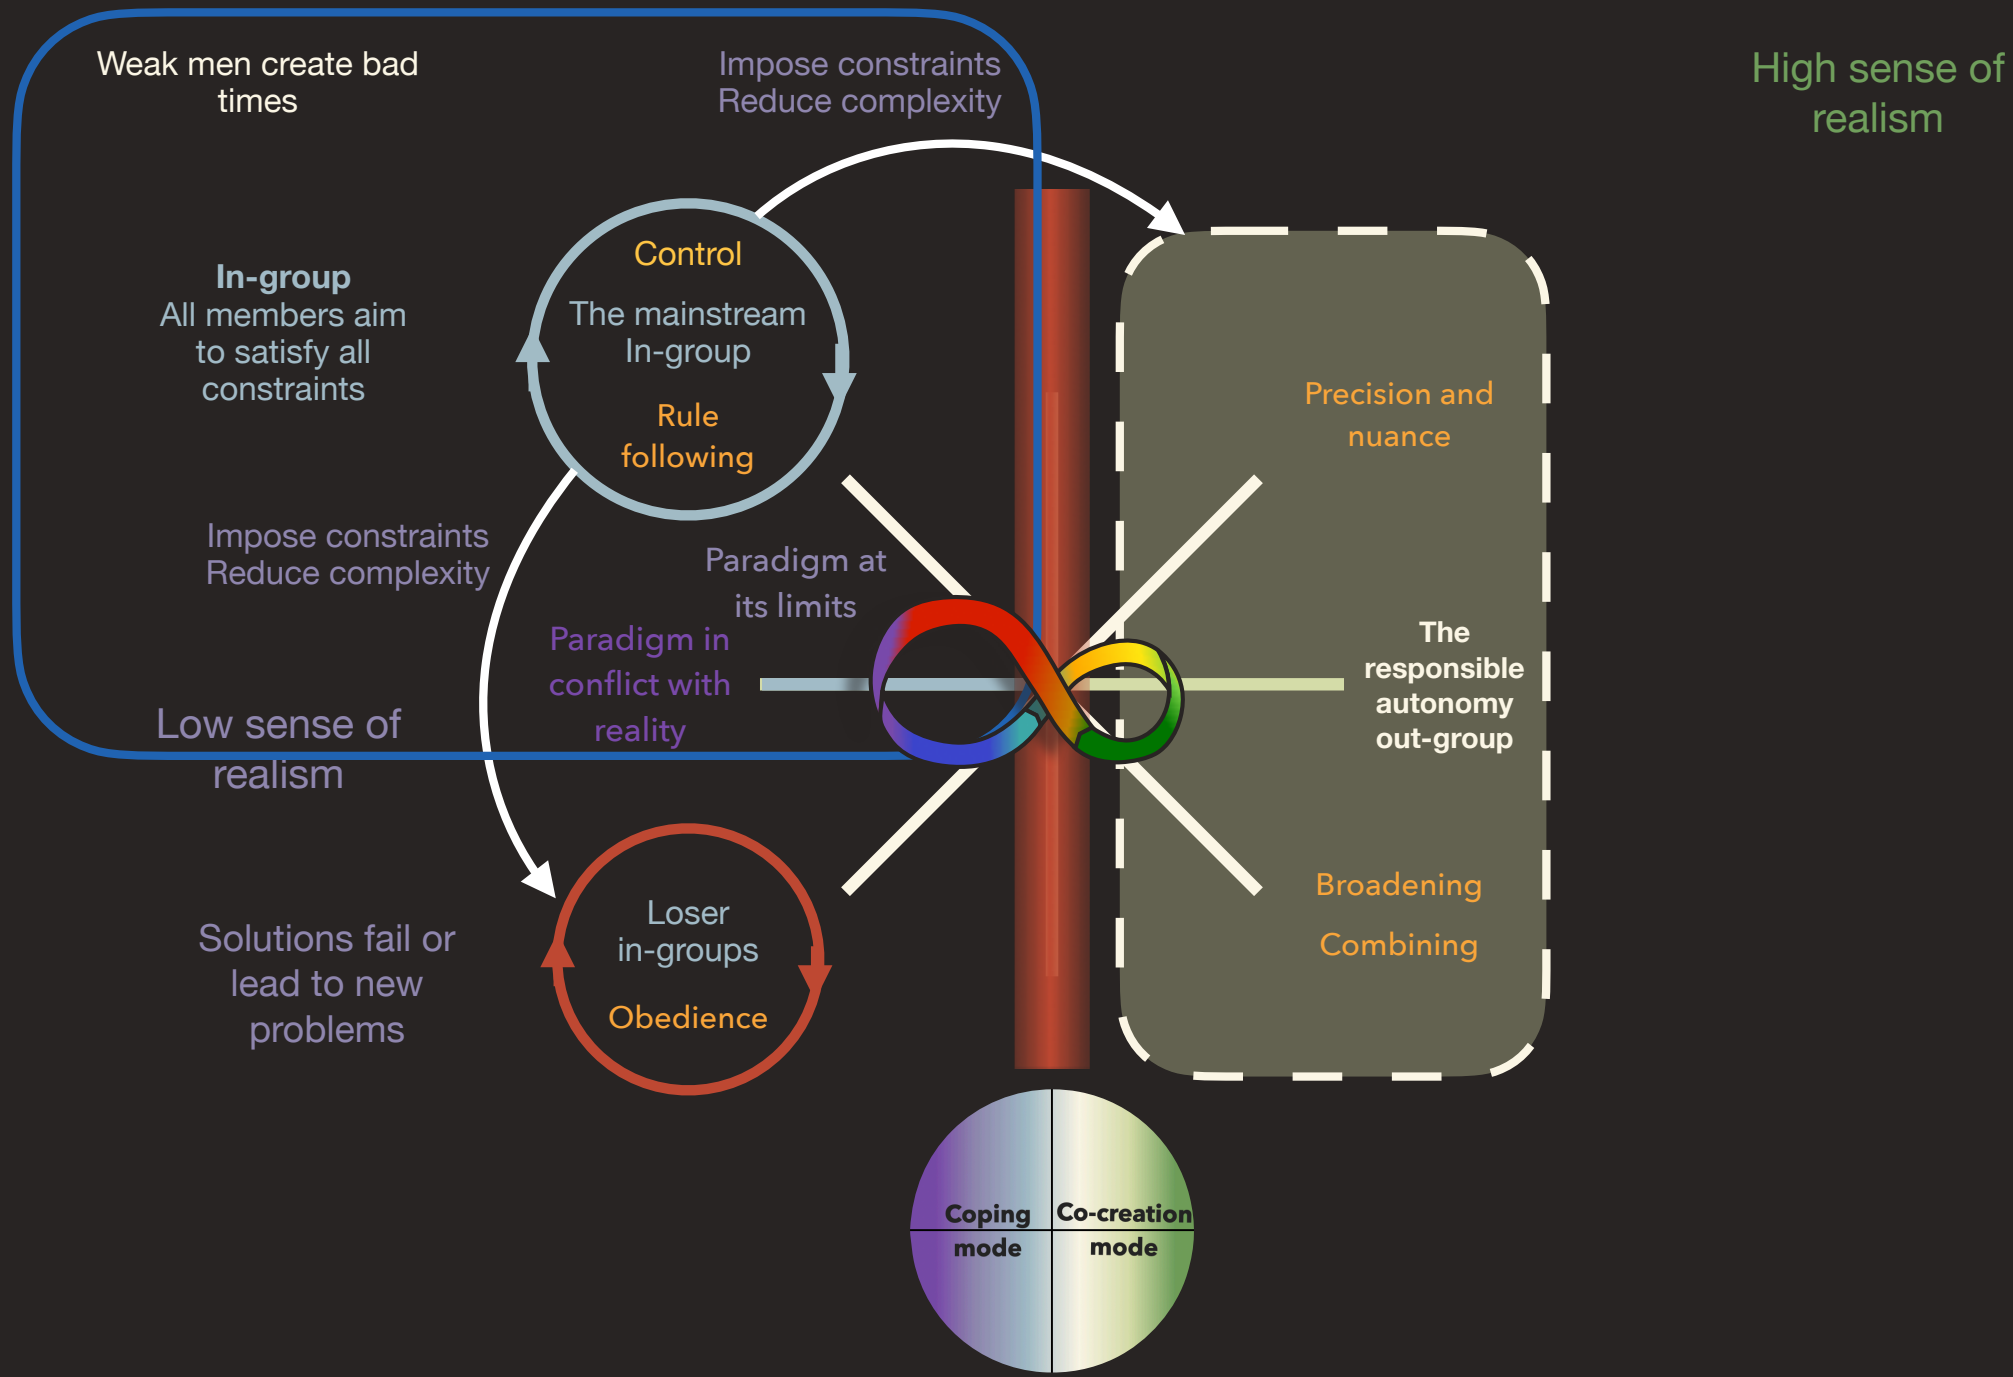 Weak men create bad
times
Impose constraints
Reduce complexity
High sense of
realism
In-group
All members aim
to satisfy all
constraints
Control
The mainstream
In-group
Rule
following
Precision and
nuance
Impose constraints
Reduce complexity
Paradigm at
its limits
Paradigm in
conflict with
reality
The
responsible
autonomy
out-group
Low sense of
realism
Loser
in-groups
Obedience
Broadening
Combining
Solutions fail or
lead to new
problems
Coping
mode
Co-creation
mode